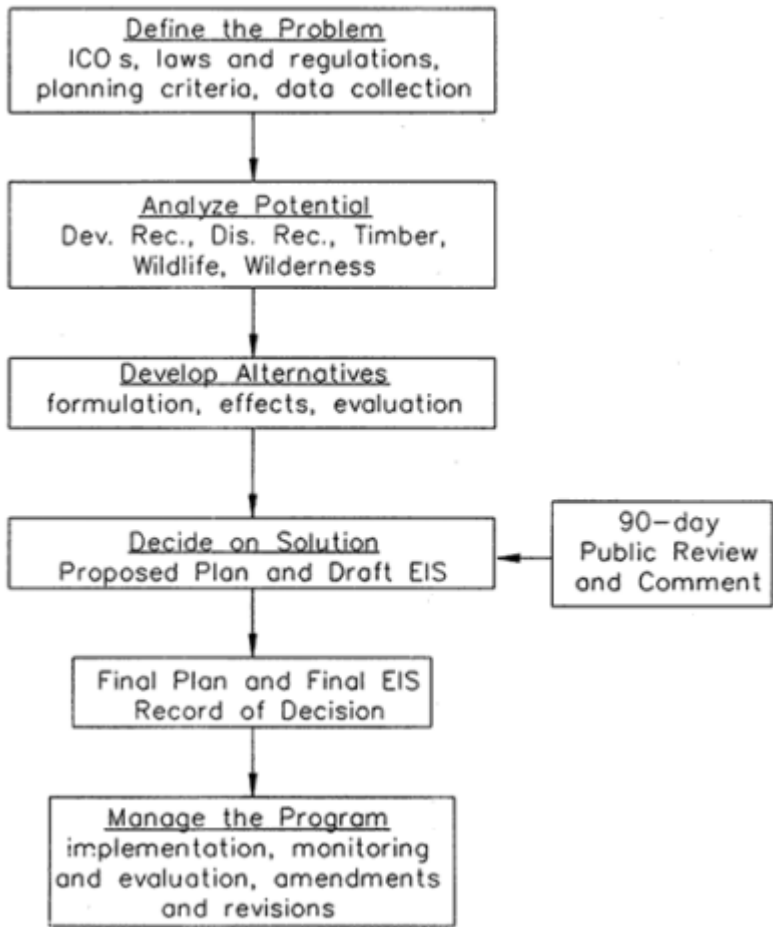 Define the Problem
ICO s, laws and regulations,
planning criteria, data collection
Analyze Potential
Dev. Rec., Dis. Rec., Timber,
Wildlife, Wilderness
Develop Alternatives
formulation, effects, evaluation
Decide on Solution
Proposed Plan and Draft EIS
90-day
Public Review
and Comment
Final Plan and Final EIS
Record of Decision
Manage the Program
implementation, monitoring
and evaluation, amendments
and revisions